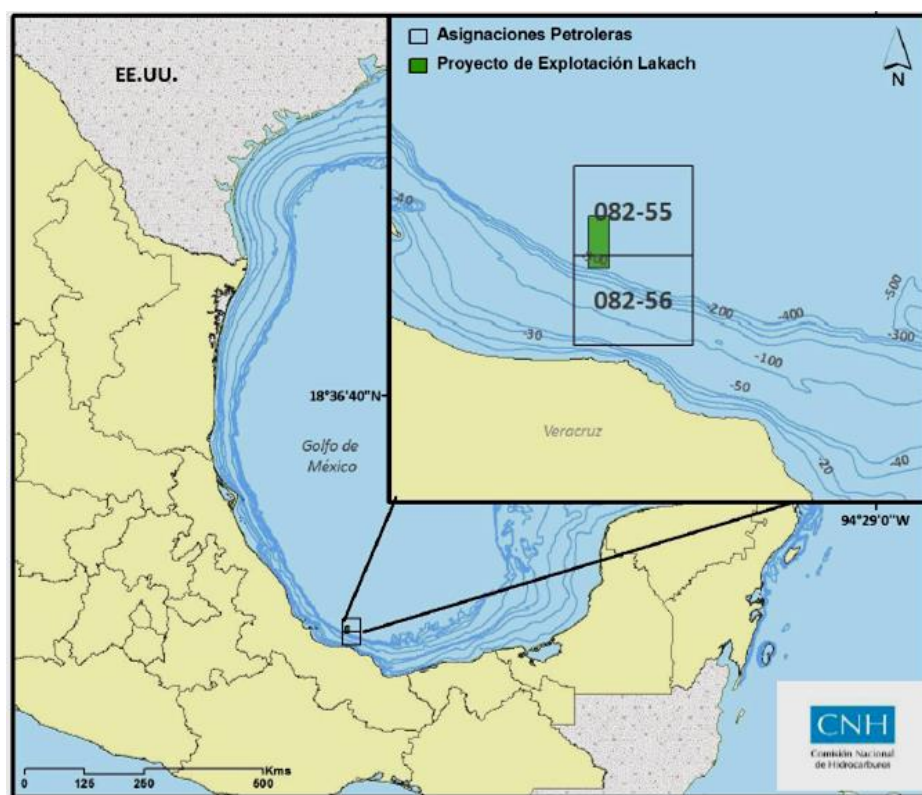 EE.UU.
Asignaciones Petroleras
Proyecto de Explotación Lakach
N
-40
082-55
082-56
-500
-200
-400
-300
-30
-100
-50
Veracruz
-40
-20
18°36'40"N
Golfo de
México
94°29'0"W
CNH
Comisión Nacional
de Hidrocarburos
0 125 250 500
Kms